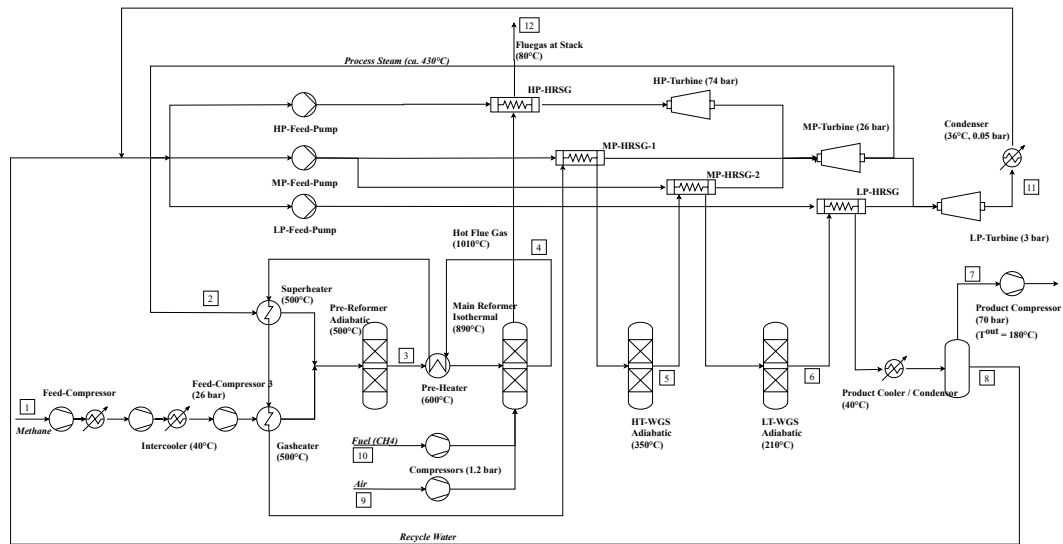 12
Fluegas at Stack
(80°C)
Process Steam (ca. 430°C)
HP-HRSG
HP-Turbine (74 bar)
HP-Feed-Pump
Condenser
(36°C, 0.05 bar)
MP-Turbine (26 bar)
MP-HRSG-1
MP-Feed-Pump
MP-HRSG-2
LP-HRSG
11
LP-Feed-Pump
LP-Turbine (3 bar)
Hot Flue Gas
(1010°C)
4
2
Superheater
(500°C)
Pre-Reformer
Adiabatic
(500°C)
Main Reformer
Isothermal
(890°C)
7
Product Compressor
(70 bar)
(Tout = 180°C)
3
Pre-Heater
(600°C)
5
6
8
Feed-Compressor
Feed-Compressor 3
(26 bar)
1
Methane
Intercooler (40°C)
Gasheater
(500°C)
HT-WGS
Adiabatic
(350°C)
LT-WGS
Adiabatic
(210°C)
Product Cooler / Condensor
(40°C)
Fuel (CH4)
10
Compressors (1.2 bar)
Air
9
Recycle Water